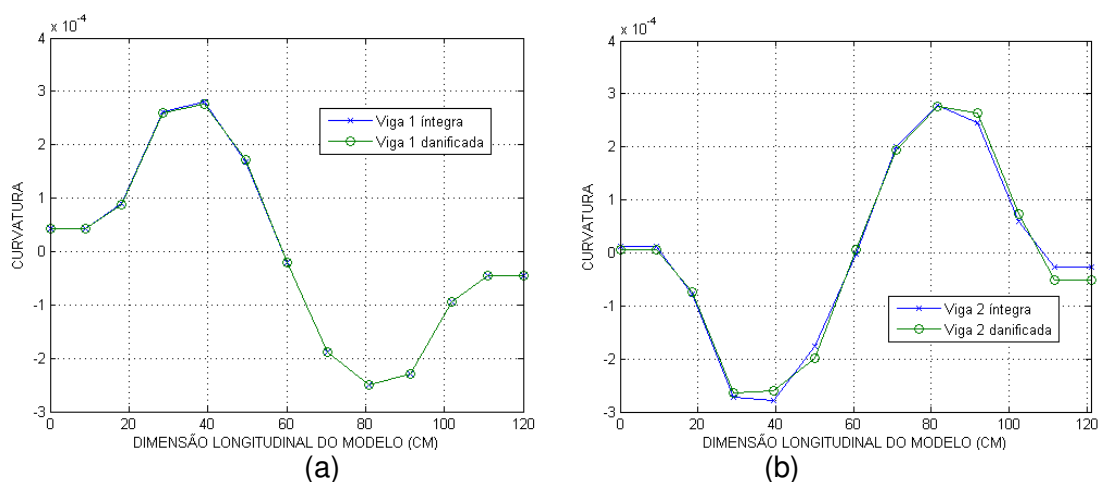 x 10⁻⁴
4
3
2
1
0
-1
-2
-3
CURVATURA
0
20
40
60
80
100
120
DIMENSÃO LONGITUDINAL DO MODELO (CM)
Viga 1 íntegra
Viga 1 danificada
(a)
x 10⁻⁴
4
3
2
1
0
-1
-2
-3
CURVATURA
0
20
40
60
80
100
120
DIMENSÃO LONGITUDINAL DO MODELO (CM)
Viga 2 íntegra
Viga 2 danificada
(b)